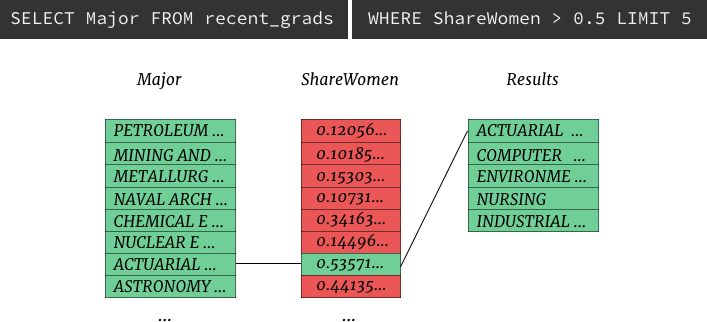 SELECT Major FROM recent_grads WHERE ShareWomen > 0.5 LIMIT 5
Major ShareWomen Results
PETROLEUM ... 0.12056... ACTUARIAL ...
MINING AND ... 0.10185... COMPUTER ...
METALLURG ... 0.15303... ENVIRONME ...
NAVAL ARCH ... 0.10731... NURSING
CHEMICAL E ... 0.34163... INDUSTRIAL ...
NUCLEAR E ... 0.14496...
ACTUARIAL ... 0.53571...
ASTRONOMY ... 0.44135...
... ...